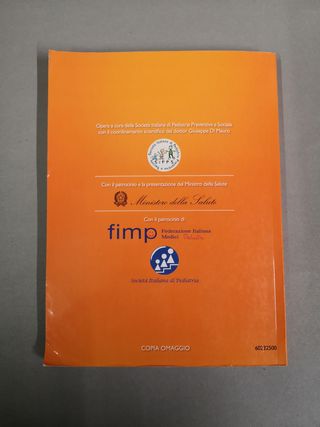 Opera a cura della Società Italiana di Pediatria Preventiva e Sociale
con il coordinamento scientifico del dottor Giuseppe Di Mauro
S.I.P.P.S.
Con il patrocinio e la presentazione del Ministro della Salute
Ministero della Salute
Con il patrocinio di
fimp
Federazione Italiana
Medici
Società Italiana di Pediatria
COPIA OMAGGIO